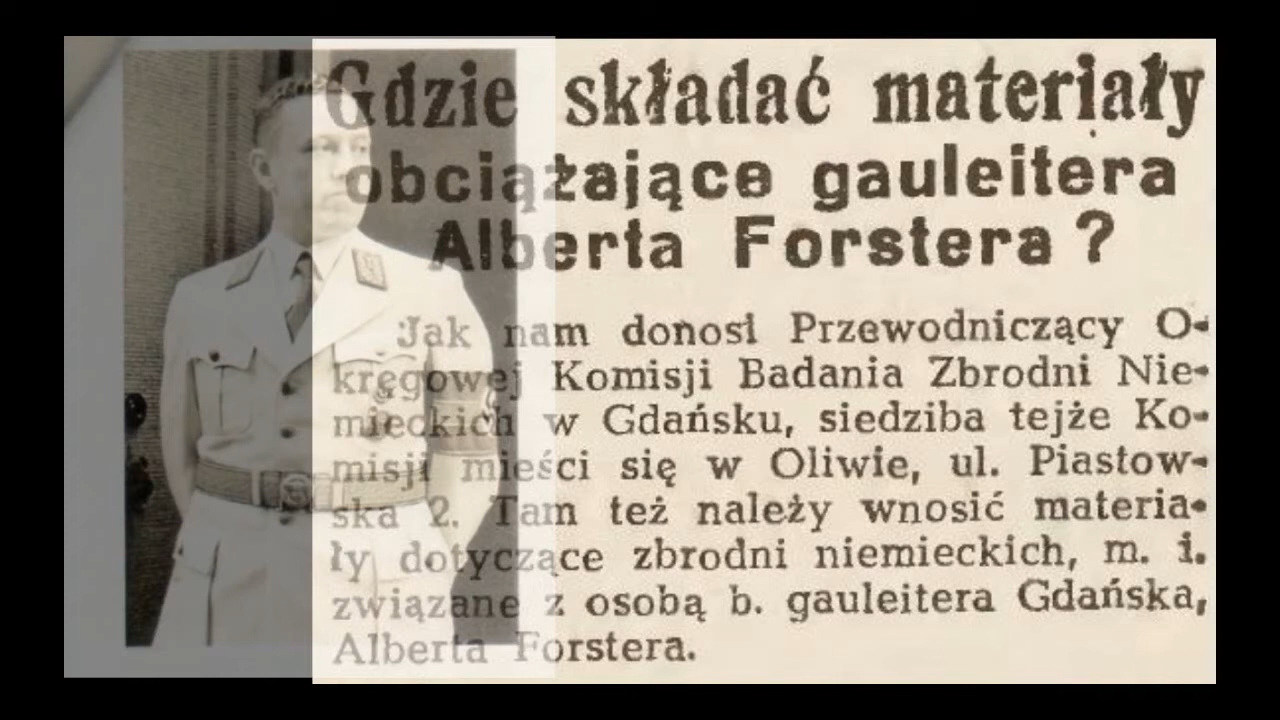 Gdzie składać materiały
obciążające gauleitera
Alberta Forstera?
Jak nam donosi Przewodniczący O-
kręgowej Komisji Badania Zbrodni Nie-
mieckich w Gdańsku, siedziba tejże Ko-
misji mieści się w Oliwie, ul. Piastow-
ska 2. Tam też należy wnosić materia-
ły dotyczące zbrodni niemieckich, m. i.
związane z osobą b. gauleitera Gdańska,
Alberta Forstera.